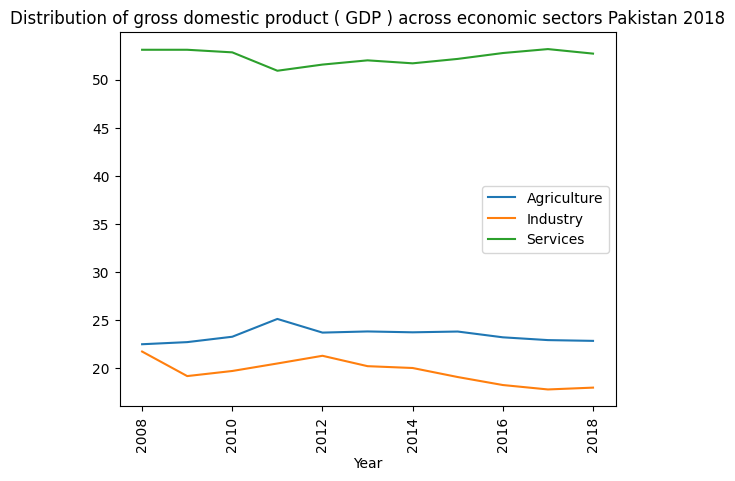 Distribution of gross domestic product ( GDP ) across economic sectors Pakistan 2018
50
45
40
35
30
25
20
Agriculture
Industry
Services
2008
2010
2012
2014
2016
2018
Year